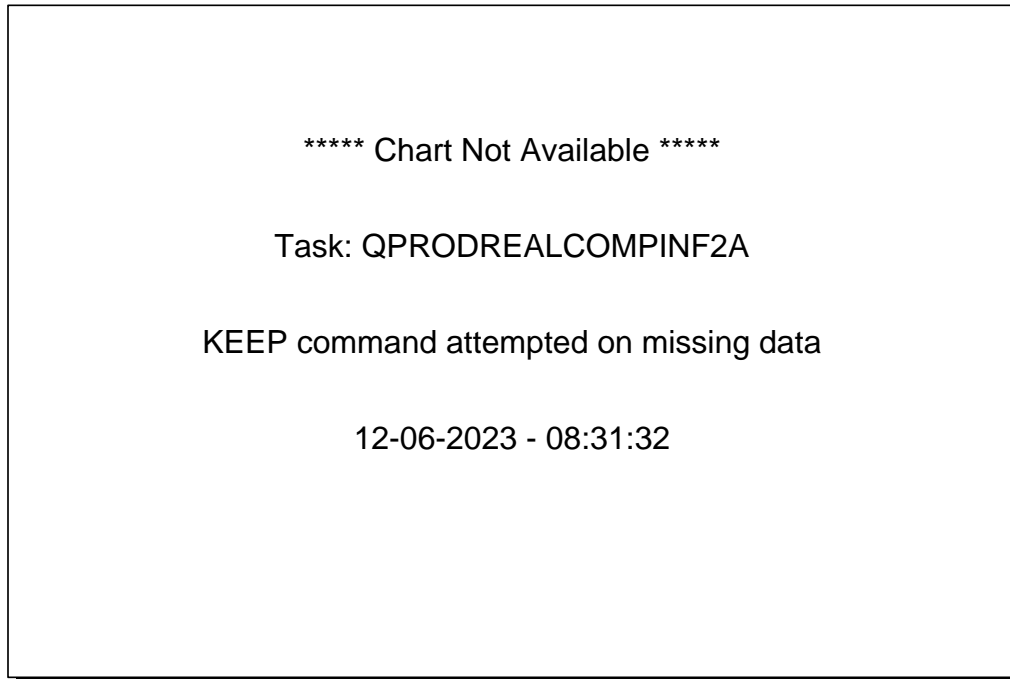 ***** Chart Not Available *****
Task: QPRODREALCOMPINF2A
KEEP command attempted on missing data
12-06-2023 - 08:31:32